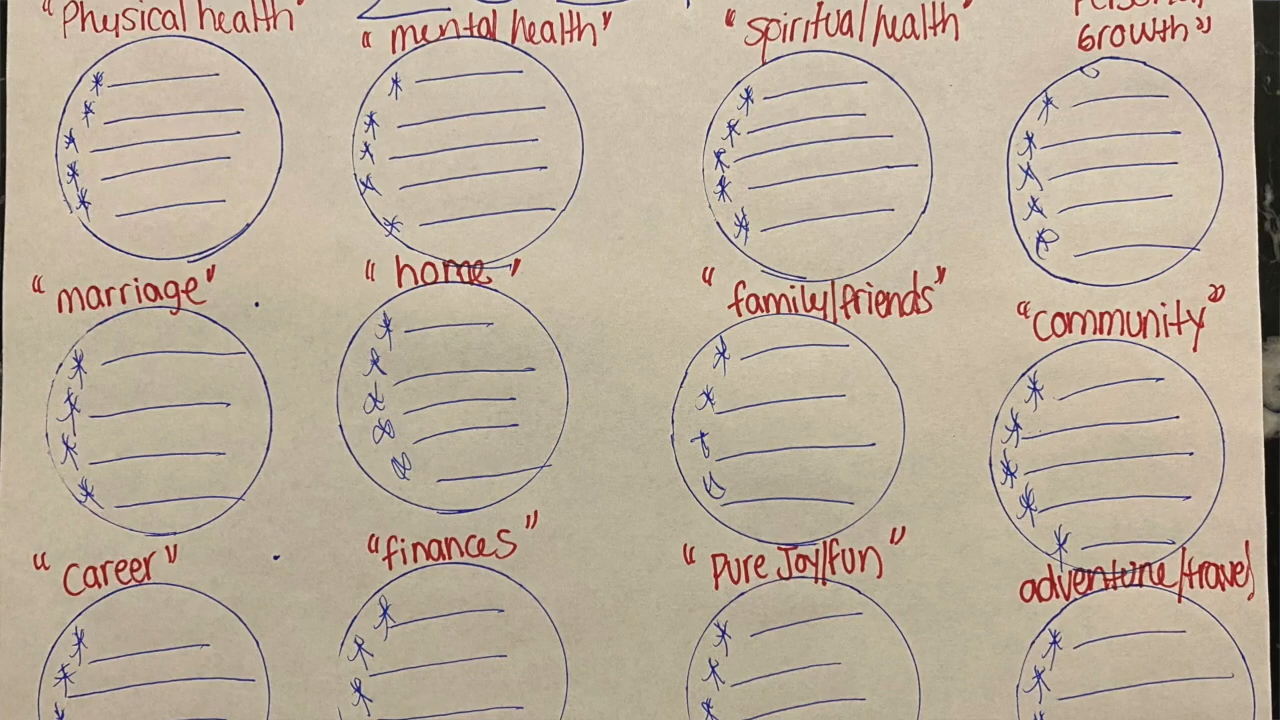 "Physical health"
"mental health"
"spiritual health"
Personal
Growth"
"marriage"
"home"
"family/friends"
"community"
"career"
"finances"
"Pure Joy/fun"
adventure/travel